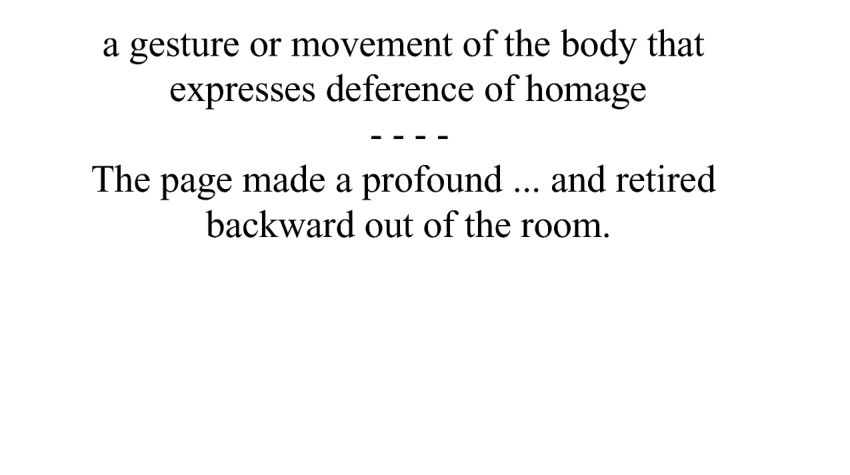 a gesture or movement of the body that
expresses deference of homage
- - - -
The page made a profound ... and retired
backward out of the room.